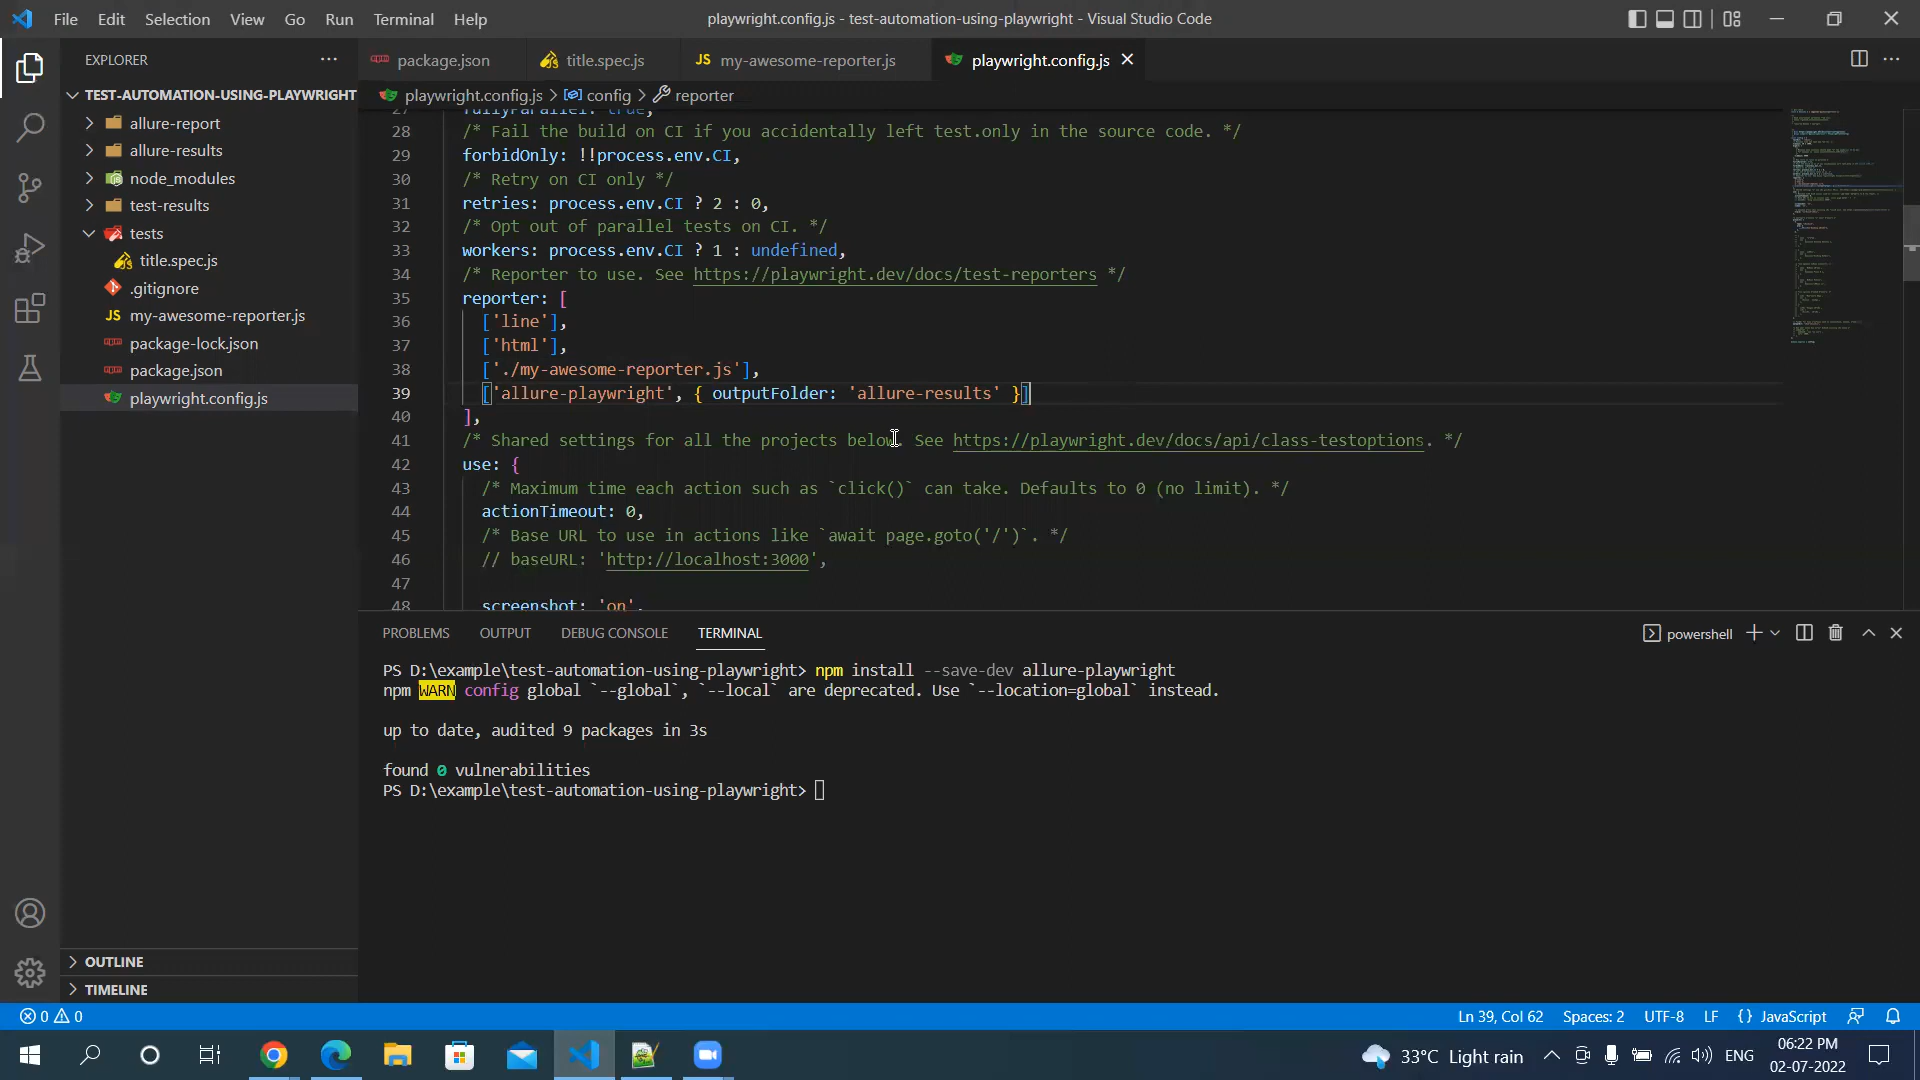 File Edit Selection View Go Run Terminal Help
playwright.config.js - test-automation-using-playwright - Visual Studio Code
EXPLORER
TEST-AUTOMATION-USING-PLAYWRIGHT
allure-report
allure-results
node_modules
test-results
tests
title.spec.js
.gitignore
JS my-awesome-reporter.js
package-lock.json
package.json
playwright.config.js
OUTLINE
TIMELINE
package.json title.spec.js JS my-awesome-reporter.js playwright.config.js
playwright.config.js > config > reporter
27 fullyParallel: true,
28 /* Fail the build on CI if you accidentally left test.only in the source code. */
29 forbidOnly: !!process.env.CI,
30 /* Retry on CI only */
31 retries: process.env.CI ? 2 : 0,
32 /* Opt out of parallel tests on CI. */
33 workers: process.env.CI ? 1 : undefined,
34 /* Reporter to use. See https://playwright.dev/docs/test-reporters */
35 reporter: [
36 ['line'],
37 ['html'],
38 ['./my-awesome-reporter.js'],
39 ['allure-playwright', { outputFolder: 'allure-results' }]
40 ],
41 /* Shared settings for all the projects below. See https://playwright.dev/docs/api/class-testoptions. */
42 use: {
43 /* Maximum time each action such as `click()` can take. Defaults to 0 (no limit). */
44 actionTimeout: 0,
45 /* Base URL to use in actions like `await page.goto('/')`. */
46 // baseURL: 'http://localhost:3000',
47
48 screenshot: 'on',
PROBLEMS OUTPUT DEBUG CONSOLE TERMINAL
powershell
PS D:\example\test-automation-using-playwright> npm install --save-dev allure-playwright
npm WARN config global `--global`, `--local` are deprecated. Use `--location=global` instead.
up to date, audited 9 packages in 3s
found 0 vulnerabilities
PS D:\example\test-automation-using-playwright>
0 0
Ln 39, Col 62 Spaces: 2 UTF-8 LF {} JavaScript
33°C Light rain
ENG
06:22 PM
02-07-2022